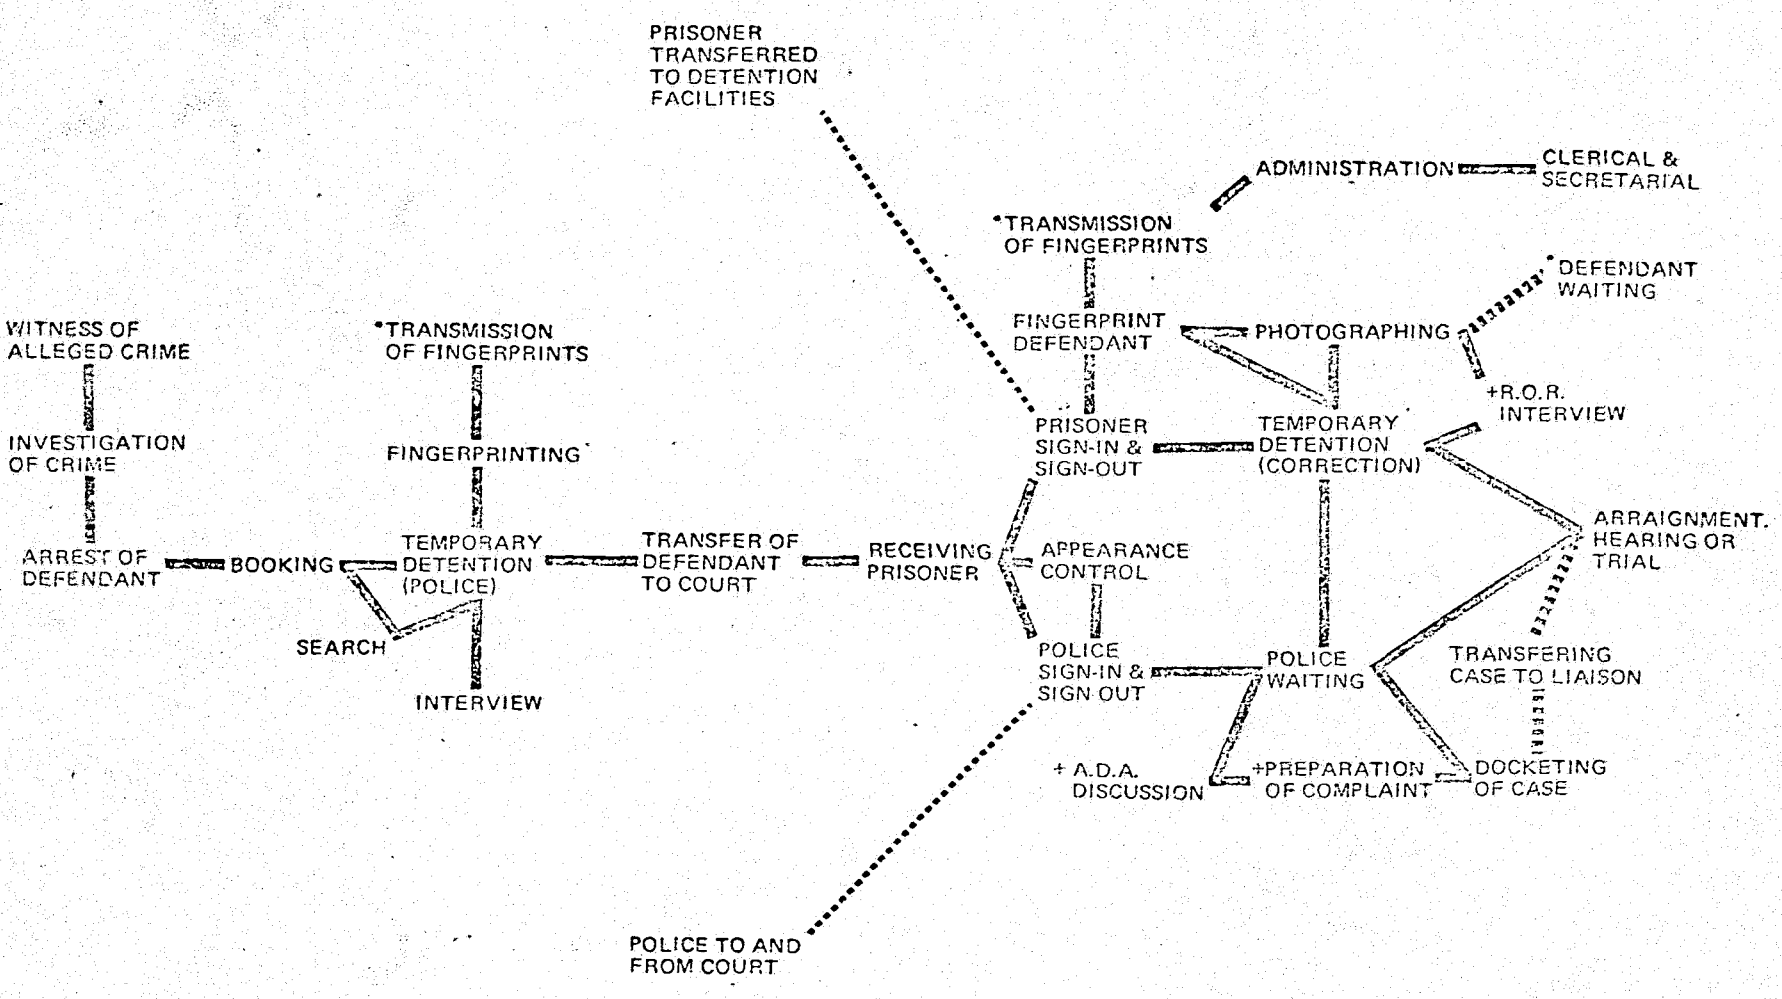 PRISONER
TRANSFERRED
TO DETENTION
FACILITIES
ADMINISTRATION
CLERICAL &
SECRETARIAL
*TRANSMISSION
OF FINGERPRINTS
*DEFENDANT
WAITING
WITNESS OF
ALLEGED CRIME
*TRANSMISSION
OF FINGERPRINTS
FINGERPRINT
DEFENDANT
PHOTOGRAPHING
+R.O.R.
INTERVIEW
INVESTIGATION
OF CRIME
FINGERPRINTING
PRISONER
SIGN-IN &
SIGN-OUT
TEMPORARY
DETENTION
(CORRECTION)
ARRAIGNMENT.
HEARING OR
TRIAL
ARREST OF
DEFENDANT
BOOKING
TEMPORARY
DETENTION
(POLICE)
TRANSFER OF
DEFENDANT
TO COURT
RECEIVING
PRISONER
APPEARANCE
CONTROL
SEARCH
INTERVIEW
POLICE
SIGN-IN &
SIGN OUT
POLICE
WAITING
TRANSFERING
CASE TO LIAISON
+ A.D.A.
DISCUSSION
+PREPARATION
OF COMPLAINT
DOCKETING
OF CASE
POLICE TO AND
FROM COURT